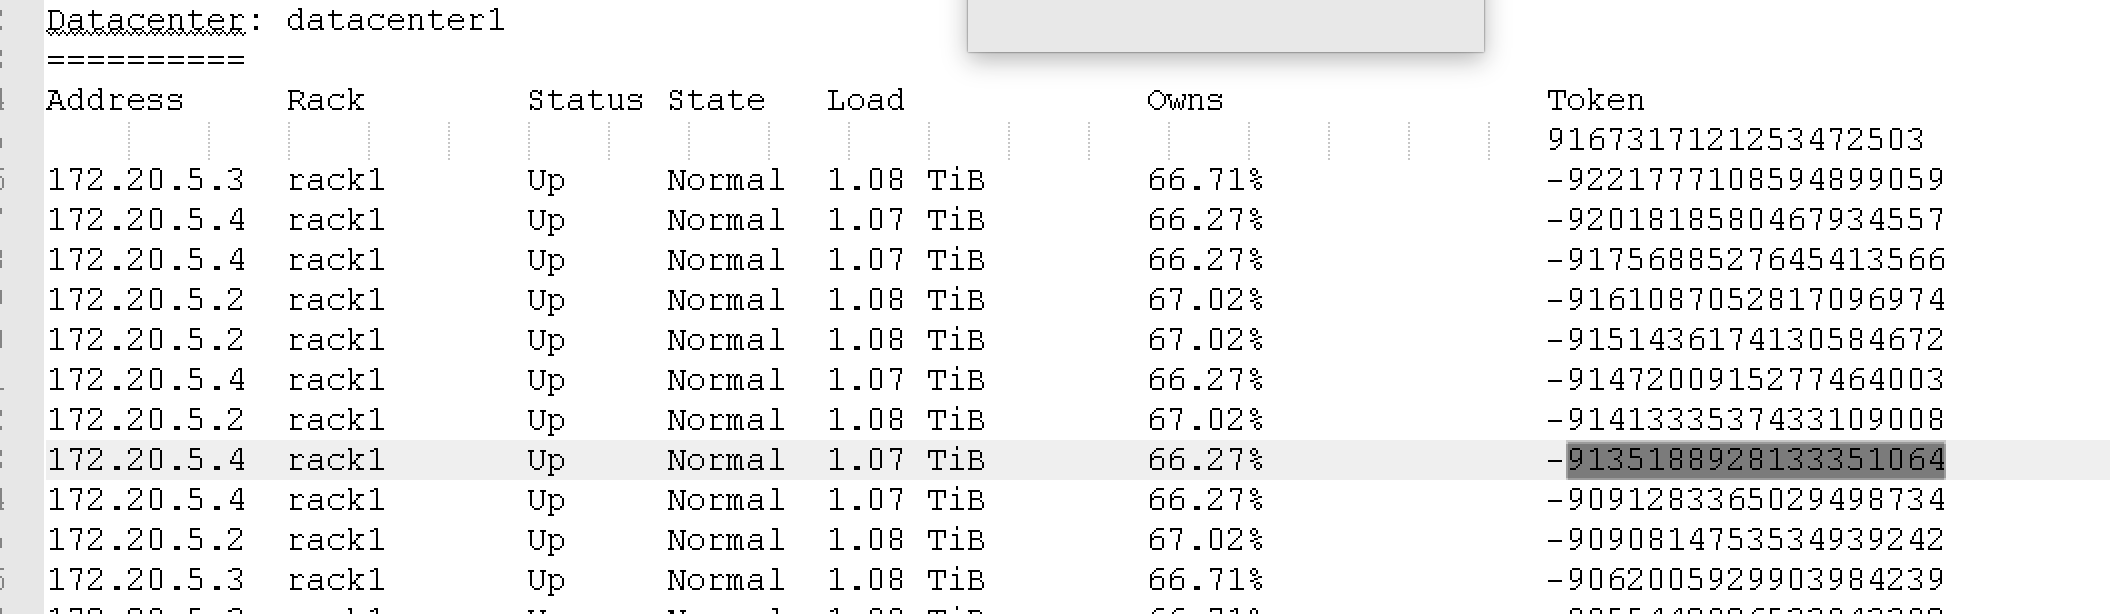 Datacenter: datacenter1
==========
Address Rack Status State Load Owns Token
9167317121253472503
172.20.5.3 rack1 Up Normal 1.08 TiB 66.71% -9221777108594899059
172.20.5.4 rack1 Up Normal 1.07 TiB 66.27% -9201818580467934557
172.20.5.4 rack1 Up Normal 1.07 TiB 66.27% -9175688527645413566
172.20.5.2 rack1 Up Normal 1.08 TiB 67.02% -9161087052817096974
172.20.5.2 rack1 Up Normal 1.08 TiB 67.02% -9151436174130584672
172.20.5.4 rack1 Up Normal 1.07 TiB 66.27% -9147200915277464003
172.20.5.2 rack1 Up Normal 1.08 TiB 67.02% -9141333537433109008
172.20.5.4 rack1 Up Normal 1.07 TiB 66.27% -9135188928133351064
172.20.5.4 rack1 Up Normal 1.07 TiB 66.27% -9091283365029498734
172.20.5.2 rack1 Up Normal 1.08 TiB 67.02% -9090814753534939242
172.20.5.3 rack1 Up Normal 1.08 TiB 66.71% -9062005929903984239